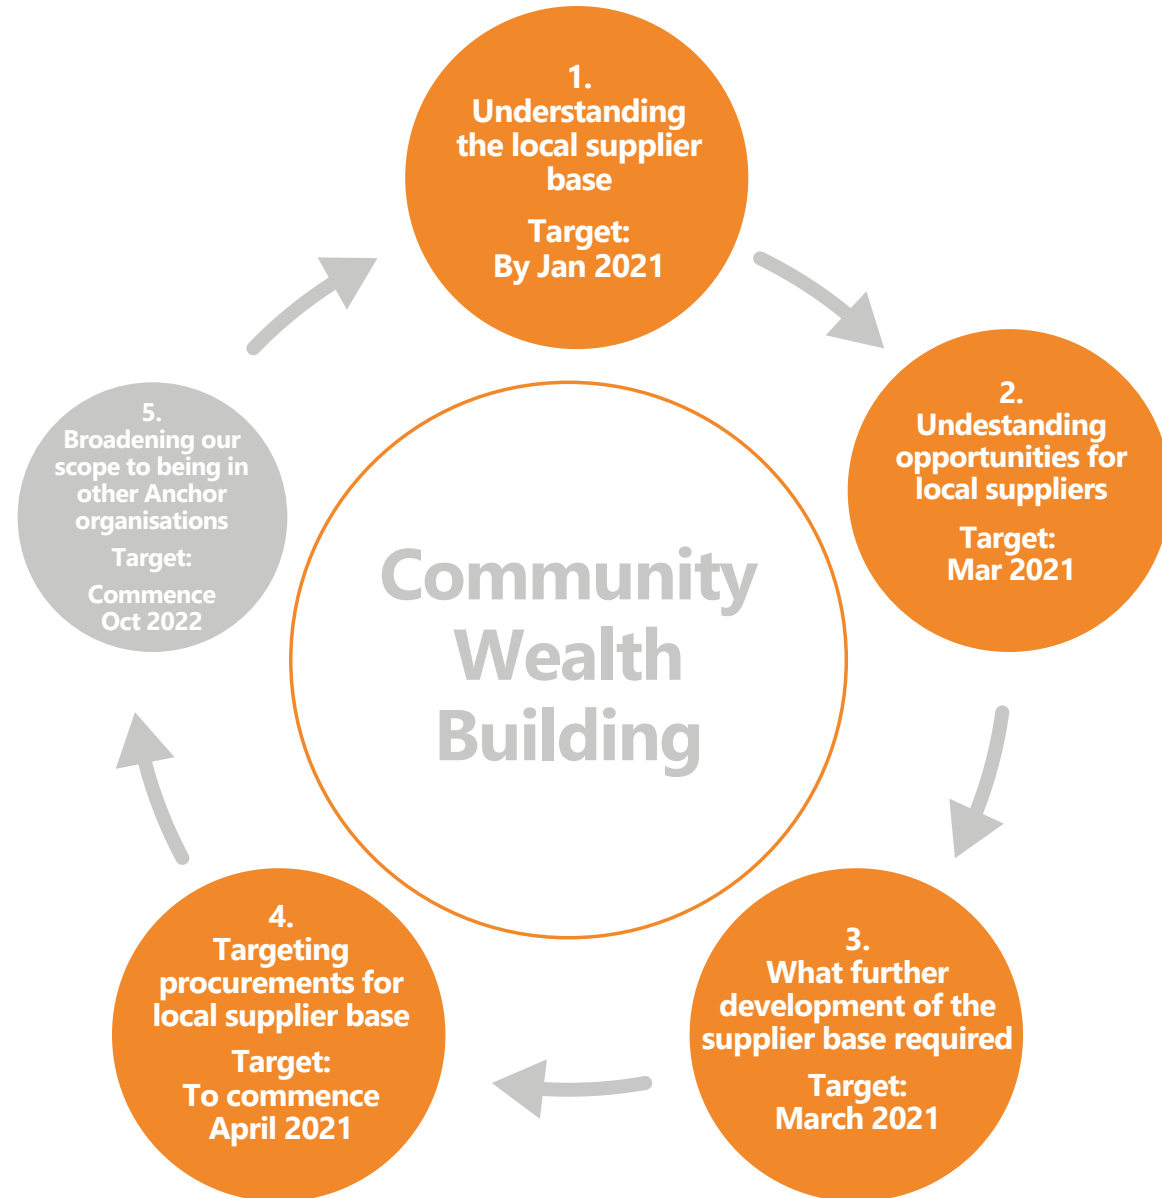 1.
Understanding
the local supplier
base
Target:
By Jan 2021
2.
Undestanding
opportunities for
local suppliers
Target:
Mar 2021
3.
What further
development of the
supplier base required
Target:
March 2021
4.
Targeting
procurements for
local supplier base
Target:
To commence
April 2021
5.
Broadening our
scope to being in
other Anchor
organisations
Target:
Commence
Oct 2022
Community
Wealth
Building